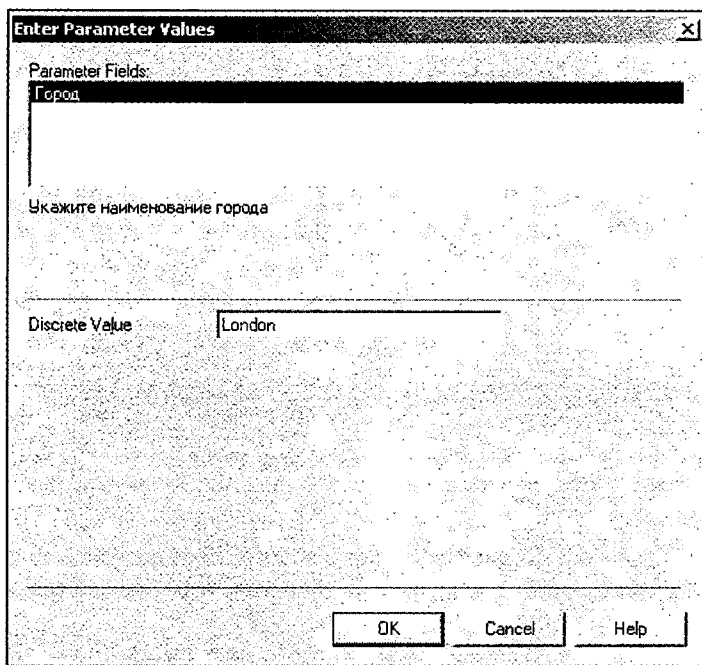 Enter Parameter Values
Parameter Fields:
Город
Укажите наименование города
Discrete Value
London
OK
Cancel
Help